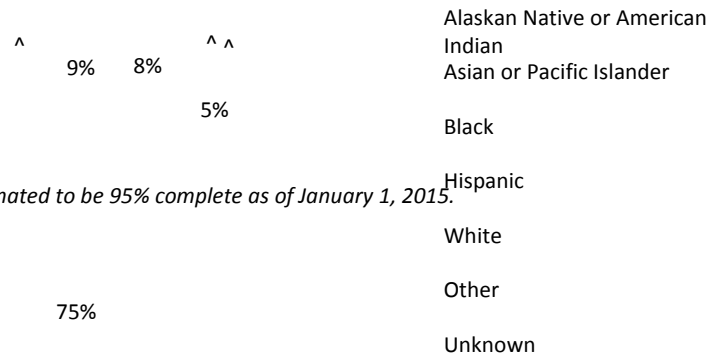 ^
^ ^
9%
8%
5%
mated to be 95% complete as of January 1, 2015.
75%
Alaskan Native or American
Indian
Asian or Pacific Islander
Black
Hispanic
White
Other
Unknown